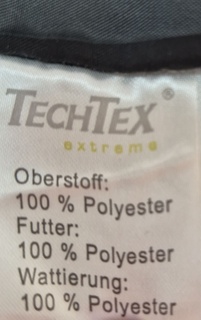 TECHTEX®
extreme
Oberstoff:
100 % Polyester
Futter:
100 % Polyester
Wattierung:
100 % Polyester